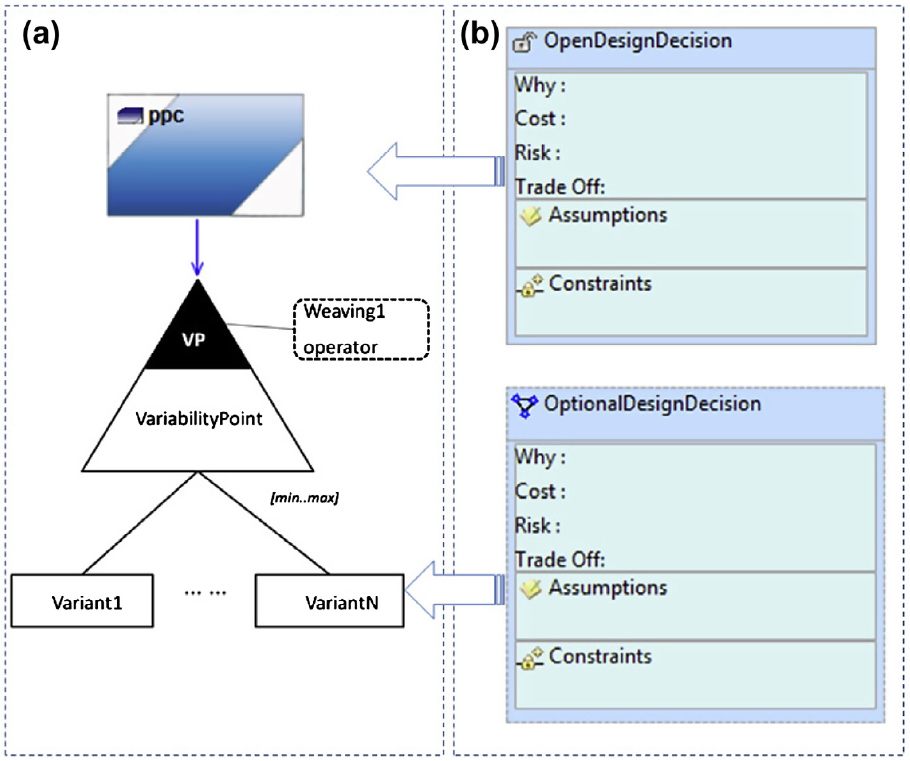 (a)
ppc
VP
Weaving1
operator
VariabilityPoint
[min..max]
Variant1
... ...
VariantN
(b)
OpenDesignDecision
Why :
Cost :
Risk :
Trade Off:
Assumptions
Constraints
OptionalDesignDecision
Why :
Cost :
Risk :
Trade Off:
Assumptions
Constraints